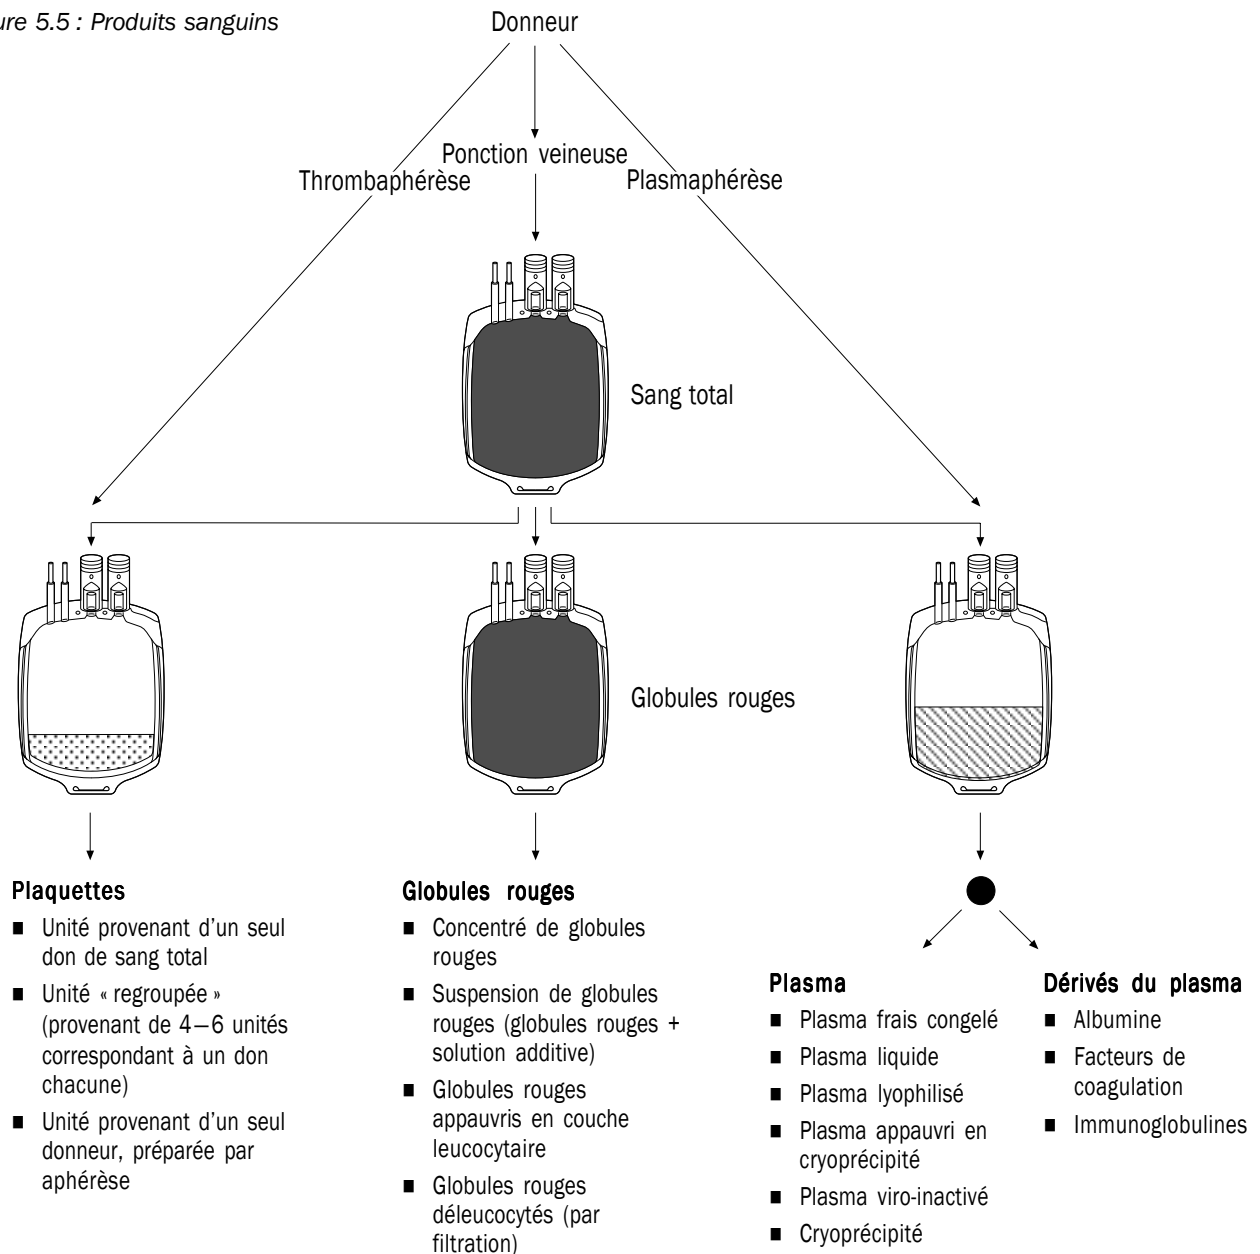 ure 5.5 : Produits sanguins
Donneur
Ponction veineuse
Thrombaphérèse
Plasmaphérèse
Sang total
Globules rouges
Plaquettes
■ Unité provenant d'un seul
don de sang total
■ Unité « regroupée »
(provenant de 4–6 unités
correspondant à un don
chacune)
■ Unité provenant d'un seul
donneur, préparée par
aphérèse
Globules rouges
■ Concentré de globules
rouges
■ Suspension de globules
rouges (globules rouges +
solution additive)
■ Globules rouges
appauvris en couche
leucocytaire
■ Globules rouges
déleucocytés (par
filtration)
Plasma
■ Plasma frais congelé
■ Plasma liquide
■ Plasma lyophilisé
■ Plasma appauvri en
cryoprécipité
■ Plasma viro-inactivé
■ Cryoprécipité
Dérivés du plasma
■ Albumine
■ Facteurs de
coagulation
■ Immunoglobulines